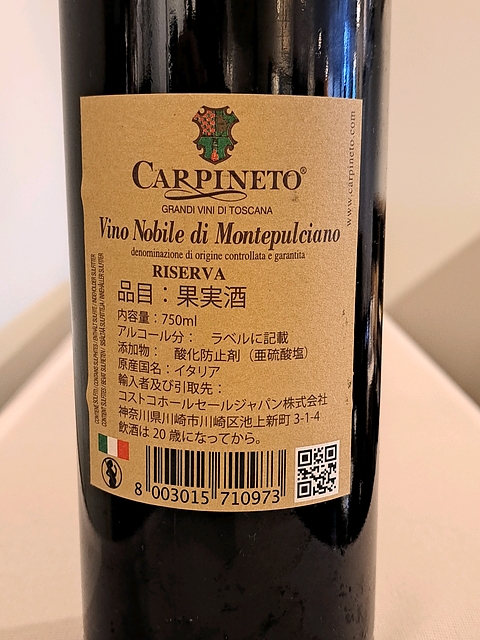 CARPINETO®
GRANDI VINI DI TOSCANA
Vino Nobile di Montepulciano
denominazione di origine controllata e garantita
RISERVA
品目：果実酒
内容量：750ml
アルコール分： ラベルに記載
添加物： 酸化防止剤（亜硫酸塩）
原産国名：イタリア
輸入者及び引取先：
コストコホールセールジャパン株式会社
神奈川県川崎市川崎区池上新町 3-1-4
飲酒は 20 歳になってから。
8 003015 710973
www.carpineto.com